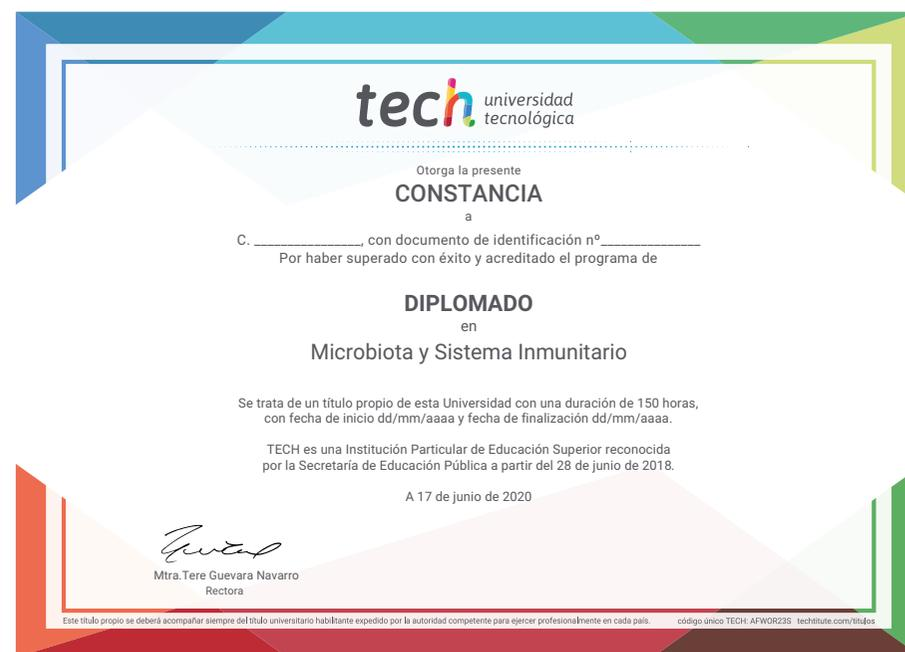 tech universidad
tecnológica
Otorga la presente
CONSTANCIA
a
C. ________________, con documento de identificación nº_______________
Por haber superado con éxito y acreditado el programa de
DIPLOMADO
en
Microbiota y Sistema Inmunitario
Se trata de un título propio de esta Universidad con una duración de 150 horas,
con fecha de inicio dd/mm/aaaa y fecha de finalización dd/mm/aaaa.
TECH es una Institución Particular de Educación Superior reconocida
por la Secretaría de Educación Pública a partir del 28 de junio de 2018.
A 17 de junio de 2020
Mtra.Tere Guevara Navarro
Rectora
Este título propio se deberá acompañar siempre del título universitario habilitante expedido por la autoridad competente para ejercer profesionalmente en cada país. código único TECH: AFWOR23S techtitute.com/titulos